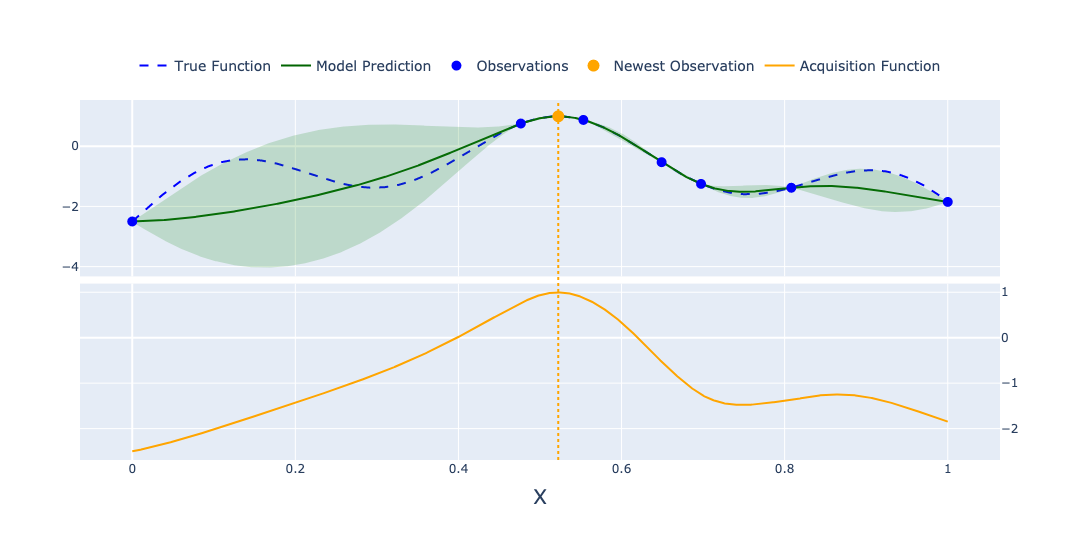 True Function Model Prediction Observations Newest Observation Acquisition Function
0
−2
−4
1
0
−1
−2
0 0.2 0.4 0.6 0.8 1
X